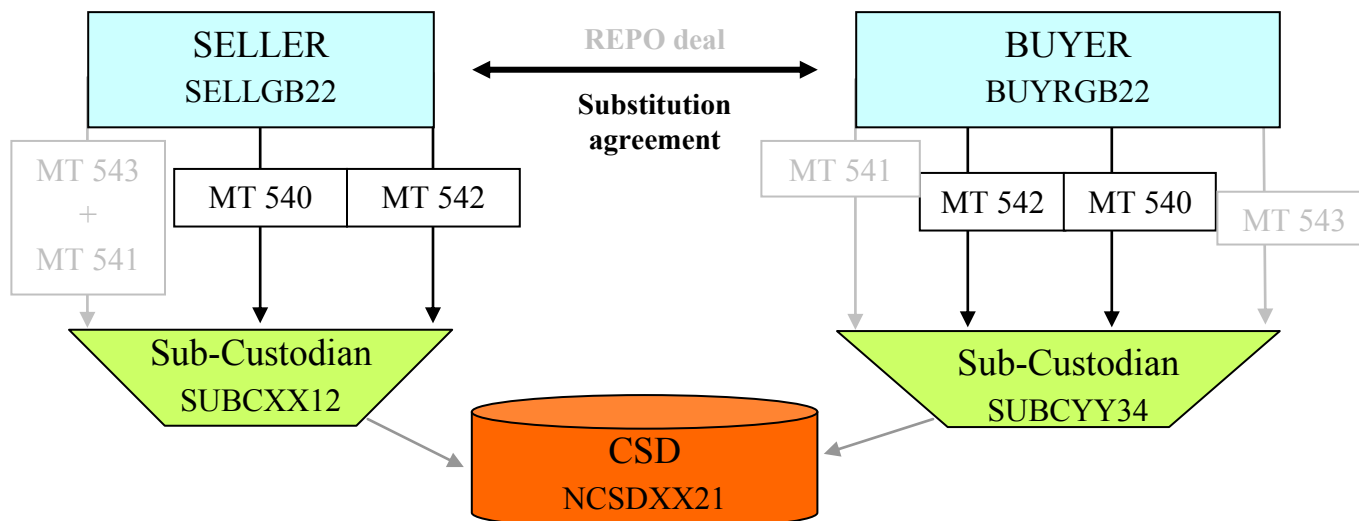 SELLER
SELLGB22
REPO deal
Substitution
agreement
BUYER
BUYRGB22
MT 543
+
MT 541
MT 540
MT 542
MT 541
MT 542
MT 540
MT 543
Sub-Custodian
SUBCXX12
Sub-Custodian
SUBCYY34
CSD
NCSDXX21